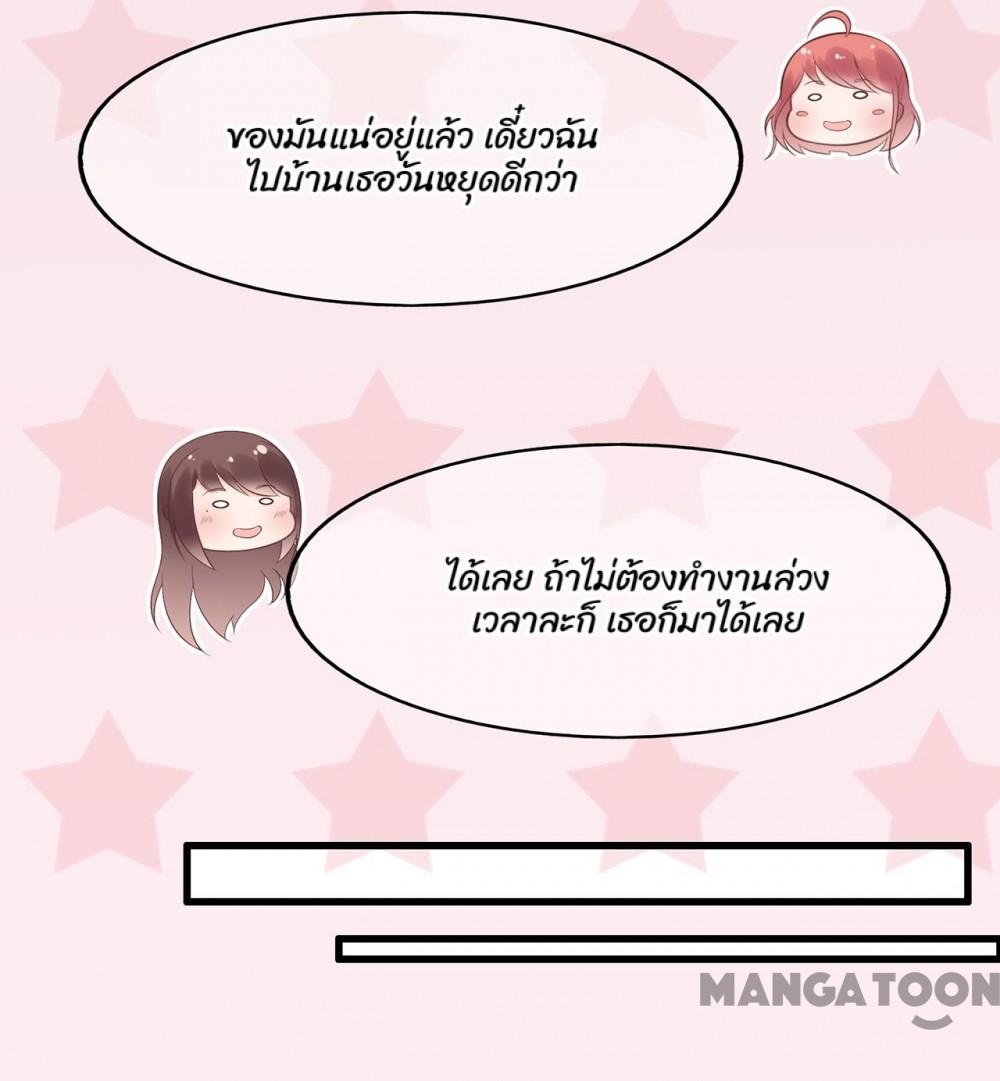 ของมันแน่อยู่แล้ว เดี๋ยวฉัน
ไปบ้านเธอวันหยุดดีกว่า
ได้เลย ถ้าไม่ต้องทำงานล่วง
เวลาละก็ เธอก็มาได้เลย
MANGATOON